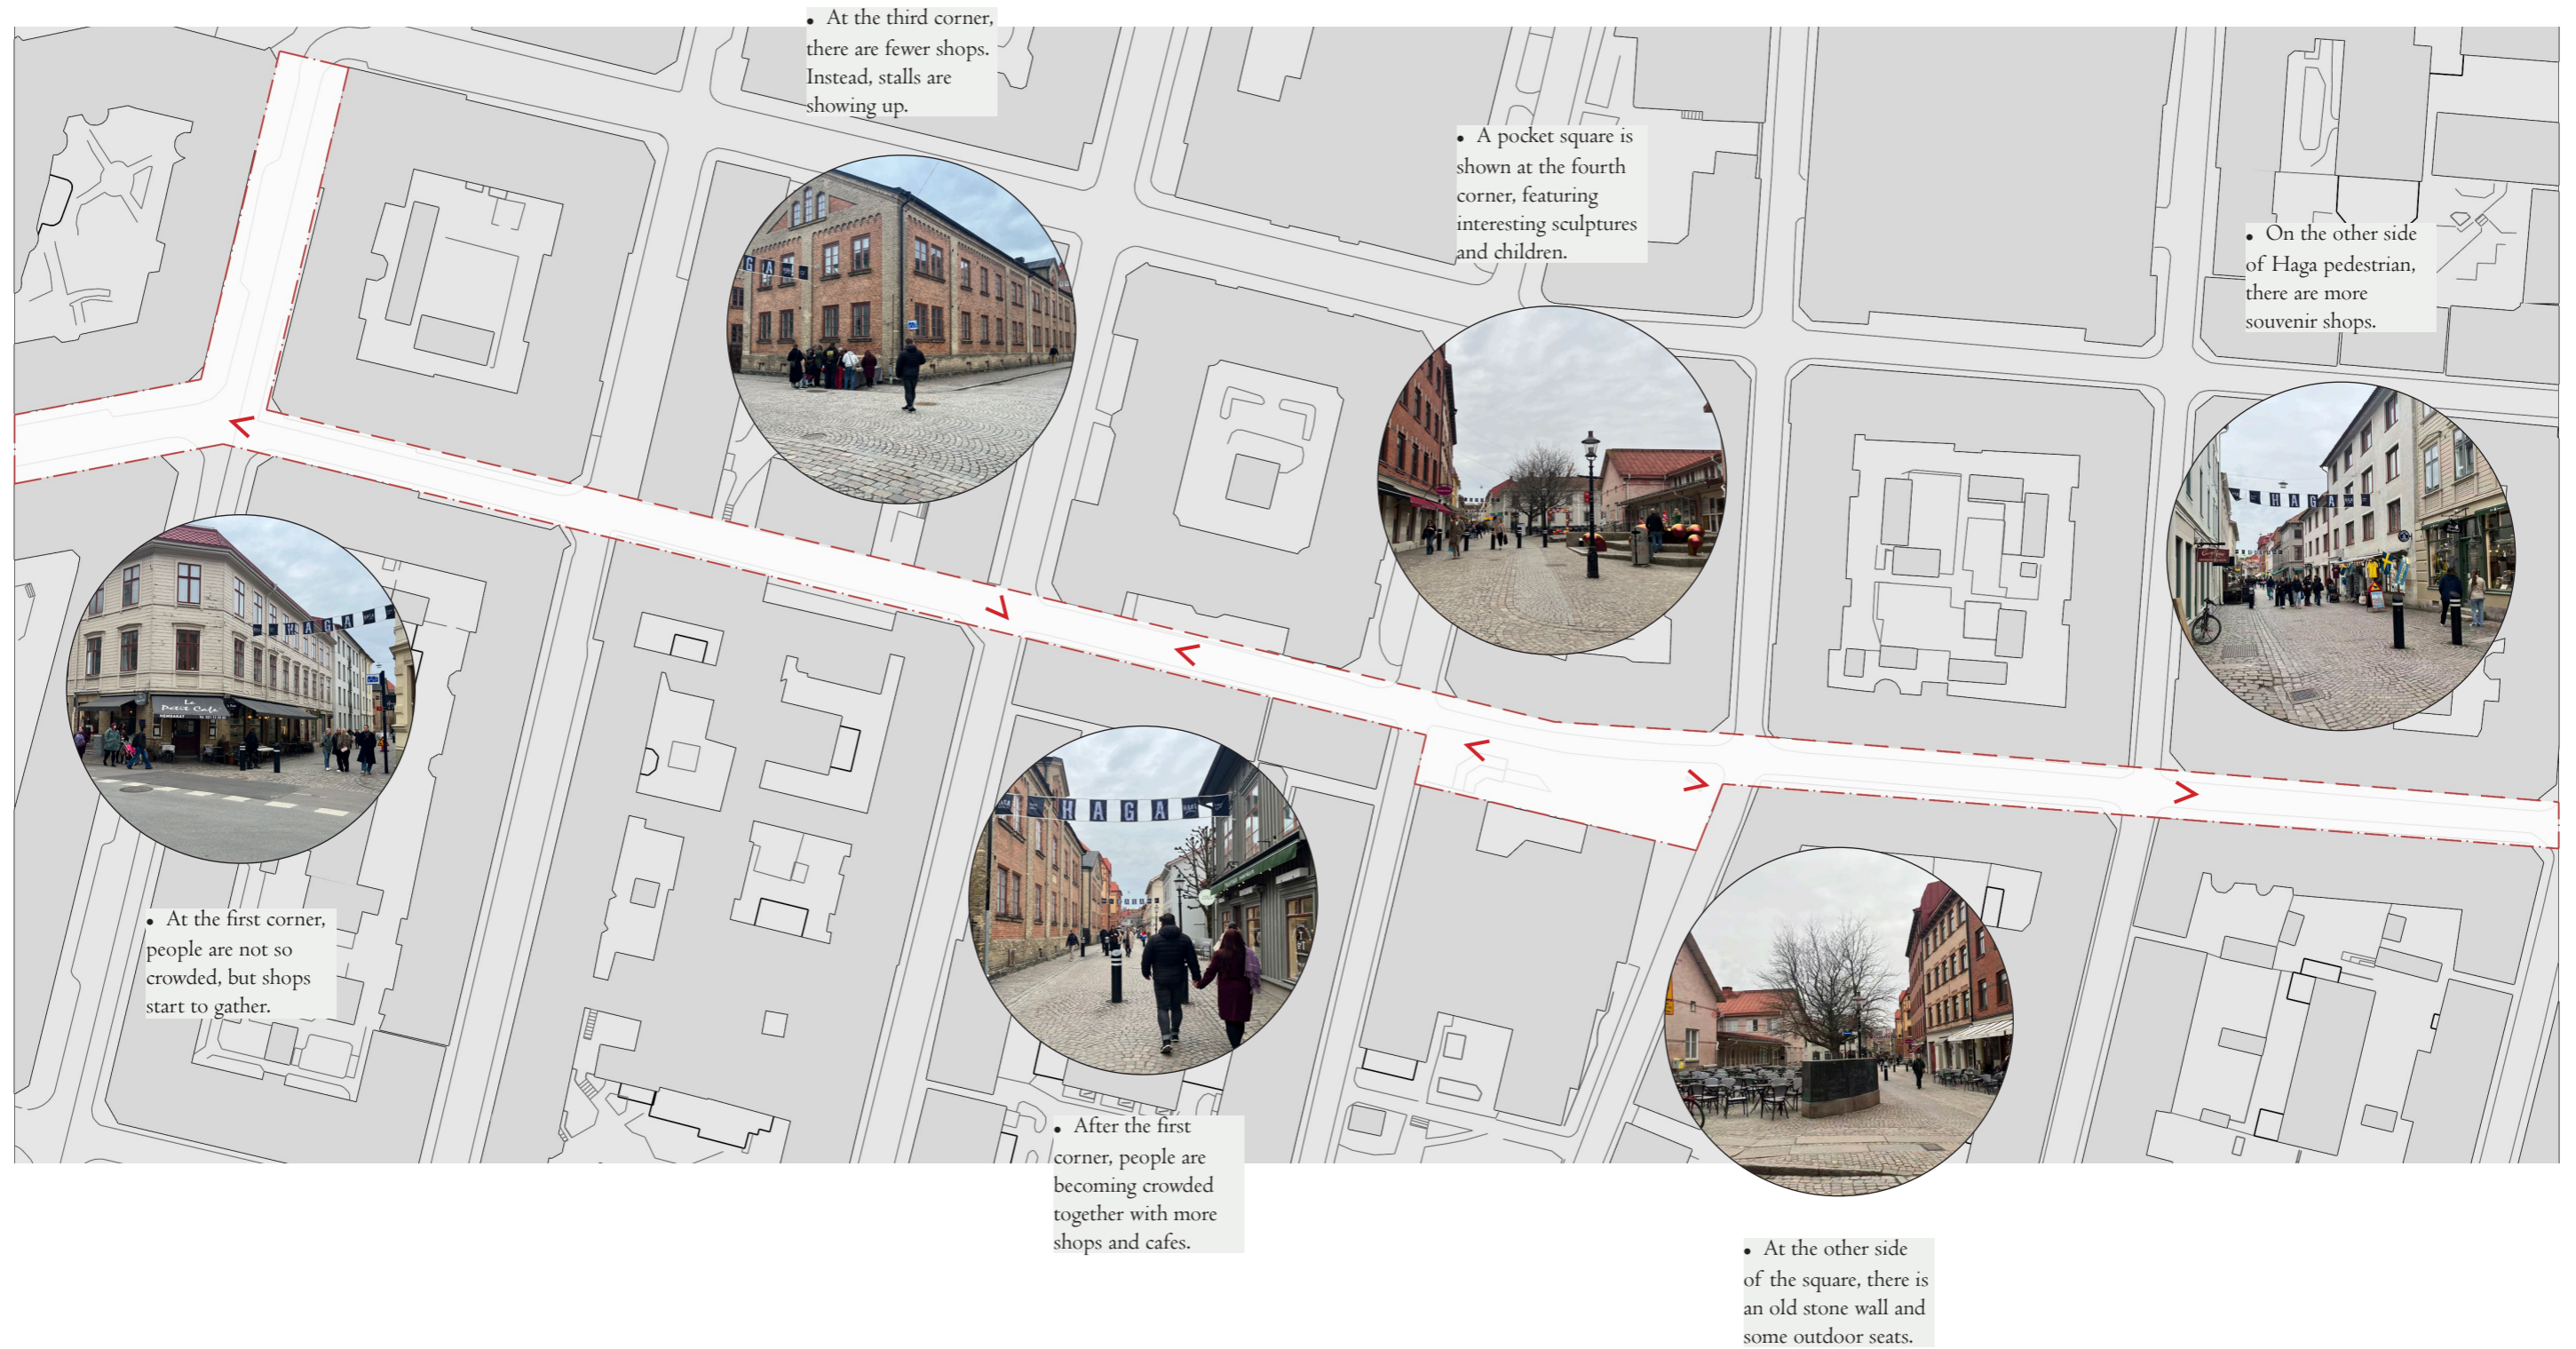 • At the third corner,
there are fewer shops.
Instead, stalls are
showing up.
• A pocket square is
shown at the fourth
corner, featuring
interesting sculptures
and children.
• On the other side
of Haga pedestrian,
there are more
souvenir shops.
G A
H A G A
H A G A
Le
Petit Cafe
HEMBAKAT
H A G A
• At the first corner,
people are not so
crowded, but shops
start to gather.
• After the first
corner, people are
becoming crowded
together with more
shops and cafes.
• At the other side
of the square, there is
an old stone wall and
some outdoor seats.